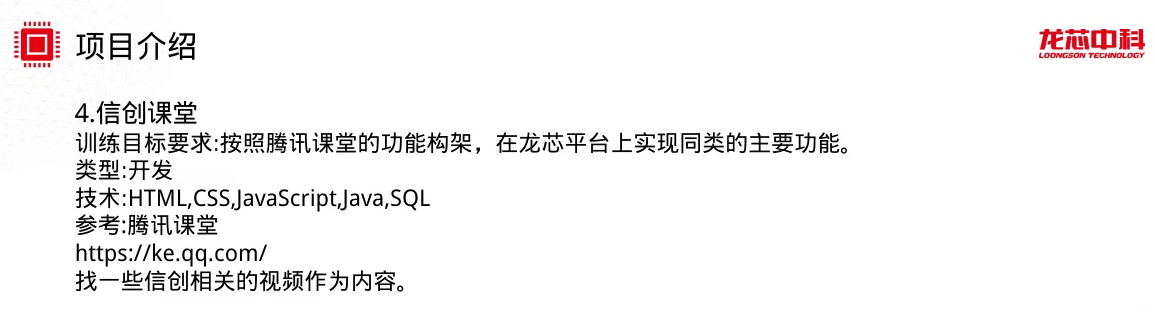 项目介绍
龙芯中科
LOONGSON TECHNOLOGY
4.信创课堂
训练目标要求:按照腾讯课堂的功能构架，在龙芯平台上实现同类的主要功能。
类型:开发
技术:HTML,CSS,JavaScript,Java,SQL
参考:腾讯课堂
https://ke.qq.com/
找一些信创相关的视频作为内容。